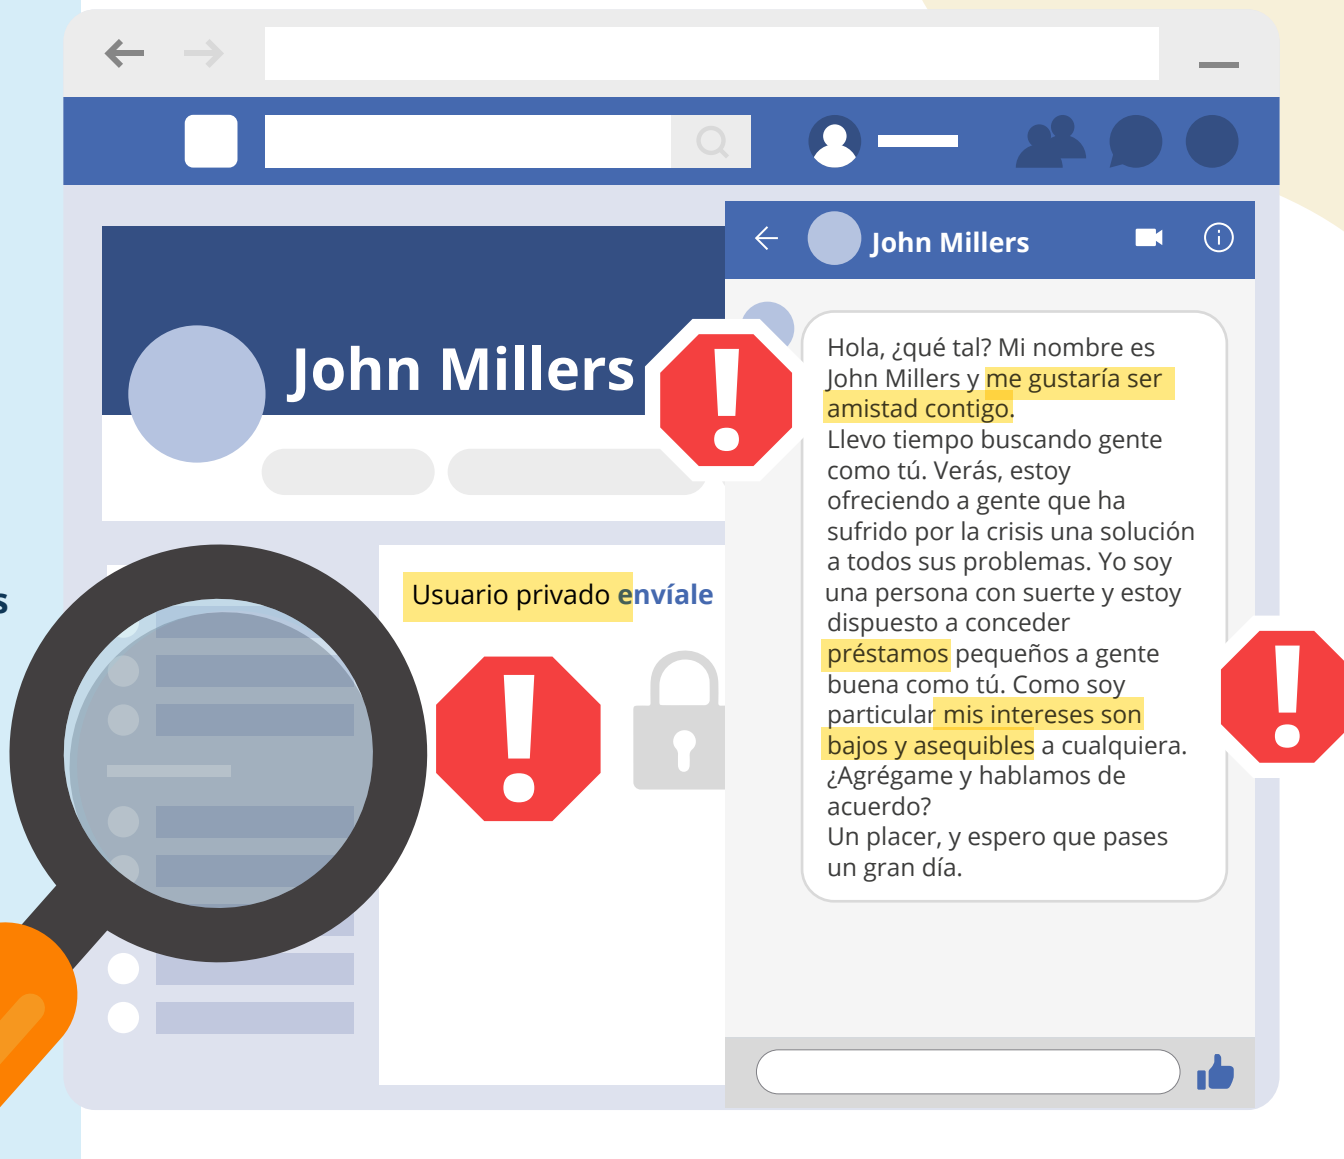 John Millers
John Millers
Hola, ¿qué tal? Mi nombre es
John Millers y me gustaría ser
amistad contigo.
Llevo tiempo buscando gente
como tú. Verás, estoy
ofreciendo a gente que ha
sufrido por la crisis una solución
a todos sus problemas. Yo soy
una persona con suerte y estoy
dispuesto a conceder
préstamos pequeños a gente
buena como tú. Como soy
particular mis intereses son
bajos y asequibles a cualquiera.
¿Agrégame y hablamos de
acuerdo?
Un placer, y espero que pases
un gran día.
Usuario privado envíale
s